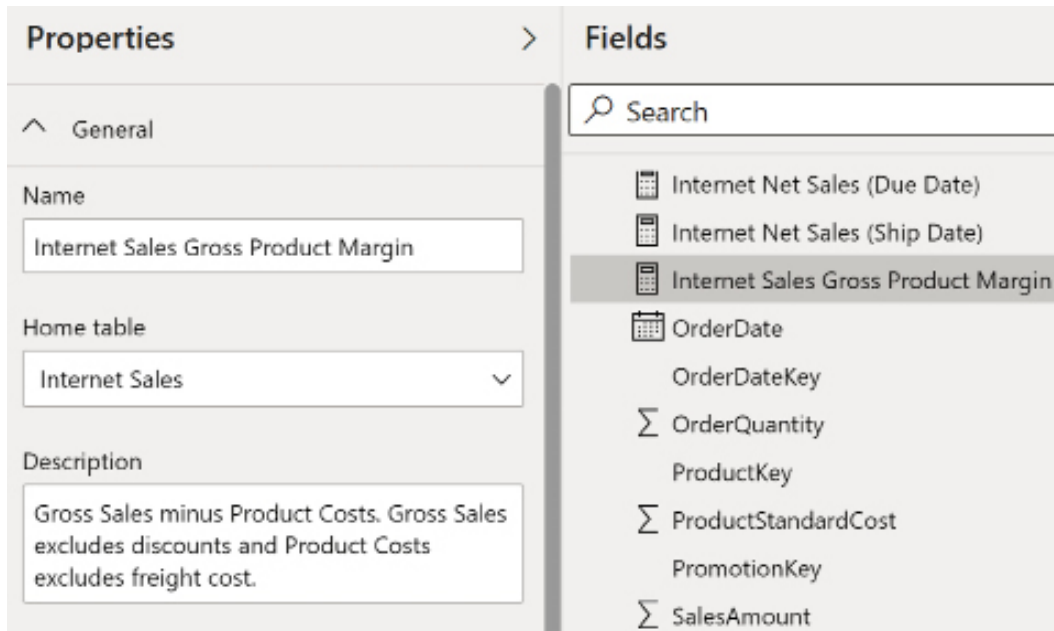 Properties
General
Name
Internet Sales Gross Product Margin
Home table
Internet Sales
Description
Gross Sales minus Product Costs. Gross Sales
excludes discounts and Product Costs
excludes freight cost.
Fields
Search
Internet Net Sales (Due Date)
Internet Net Sales (Ship Date)
Internet Sales Gross Product Margin
OrderDate
OrderDateKey
OrderQuantity
ProductKey
ProductStandardCost
PromotionKey
SalesAmount